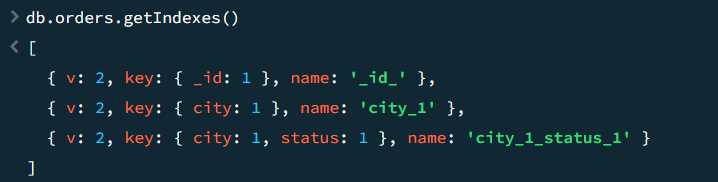 > db.orders.getIndexes()
< [
{ v: 2, key: { _id: 1 }, name: '_id_' },
{ v: 2, key: { city: 1 }, name: 'city_1' },
{ v: 2, key: { city: 1, status: 1 }, name: 'city_1_status_1' }
]